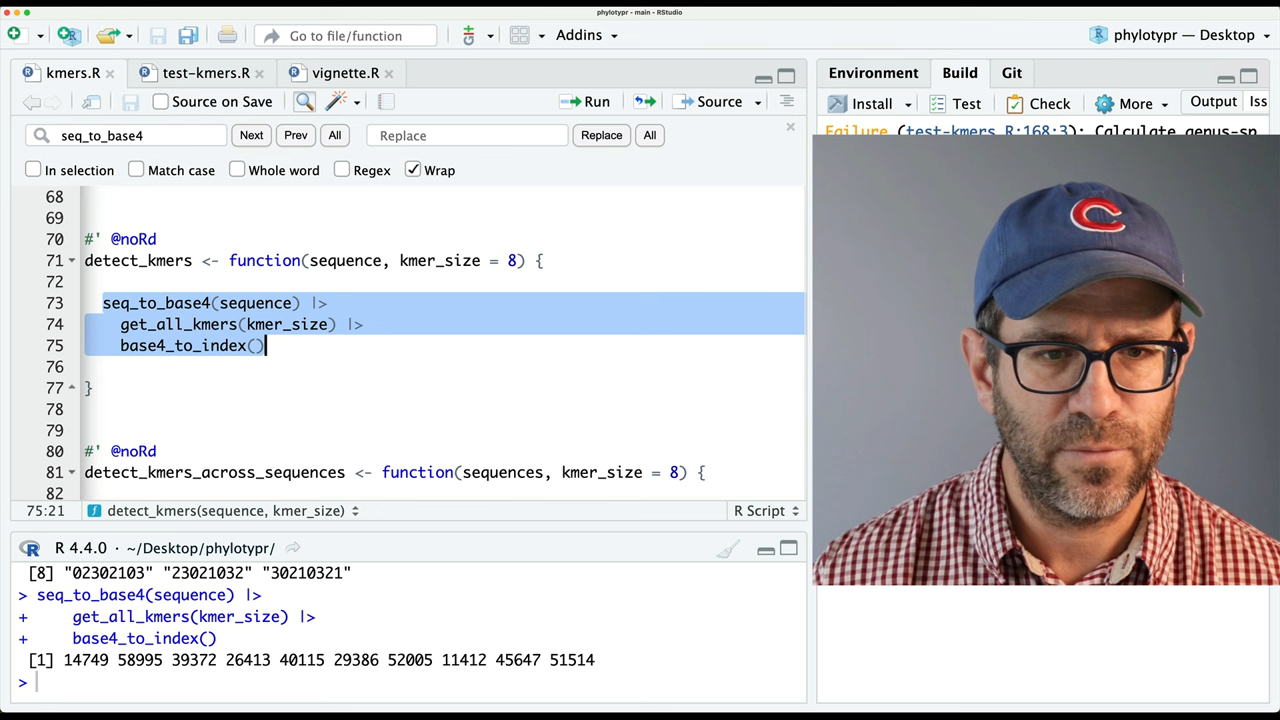 phylotypr - main - RStudio
Go to file/function
Addins
phylotypr — Desktop
kmers.R
test-kmers.R
vignette.R
Source on Save
Run
Source
seq_to_base4
Next
Prev
All
Replace
Replace
All
In selection
Match case
Whole word
Regex
Wrap
68
69
70 #' @noRd
71 detect_kmers <- function(sequence, kmer_size = 8) {
72
73 seq_to_base4(sequence) |>
74 get_all_kmers(kmer_size) |>
75 base4_to_index()
76
77 }
78
79
80 #' @noRd
81 detect_kmers_across_sequences <- function(sequences, kmer_size = 8) {
82
75:21
detect_kmers(sequence, kmer_size)
R Script
R 4.4.0 · ~/Desktop/phylotypr/
[8] "02302103" "23021032" "30210321"
> seq_to_base4(sequence) |>
+ get_all_kmers(kmer_size) |>
+ base4_to_index()
[1] 14749 58995 39372 26413 40115 29386 52005 11412 45647 51514
>
Environment
Build
Git
Install
Test
Check
More
Output
Iss
Failure (test-kmers.R:168:3): Calculate genus-sp
C